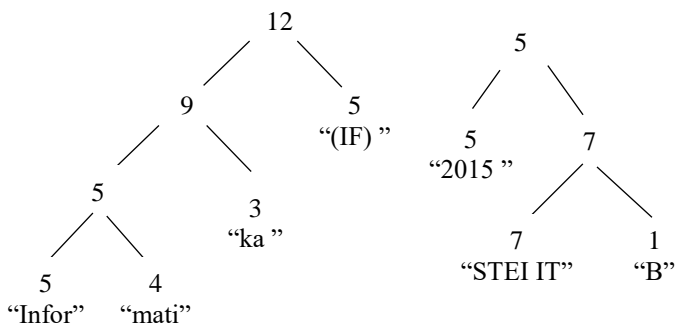 12
5
9
5
“(IF) ”
5
“2015 ”
7
5
3
“ka ”
7
“STEI IT”
1
“B”
5
“Infor”
4
“mati”